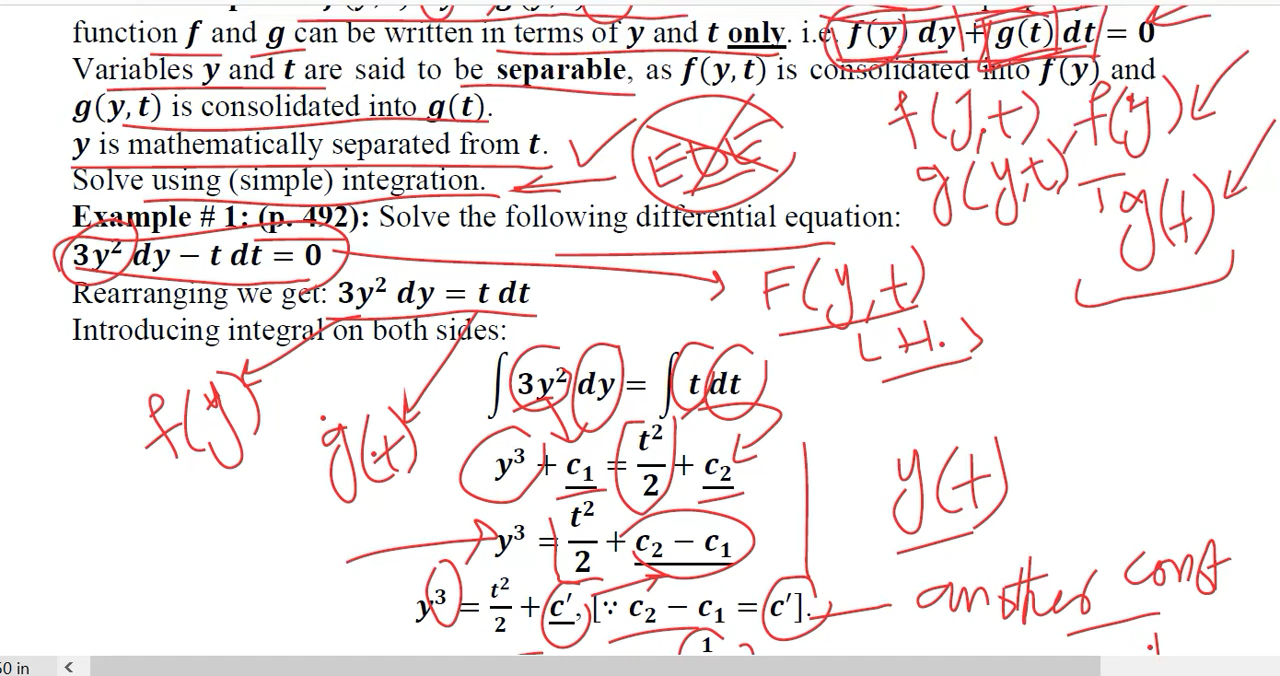 function f and g can be written in terms of y and t only. i.e. f(y) dy + g(t) dt = 0
Variables y and t are said to be separable, as f(y, t) is consolidated into f(y) and
g(y, t) is consolidated into g(t).
y is mathematically separated from t.
Solve using (simple) integration.
EDE
f(y,t), f(y)
g(y,t) → g(t)
Example # 1: (p. 492): Solve the following differential equation:
3y² dy − t dt = 0
F(y,t)
(H.)
Rearranging we get: 3y² dy = t dt
Introducing integral on both sides:
∫ 3y² dy = ∫ t dt
f(y) g(t)
y³ + c₁ = t²/2 + c₂
y(t)
y³ = t²/2 + c₂ − c₁
y³ = t²/2 + c′, [∵ c₂ − c₁ = c′].
another const
1
50 in